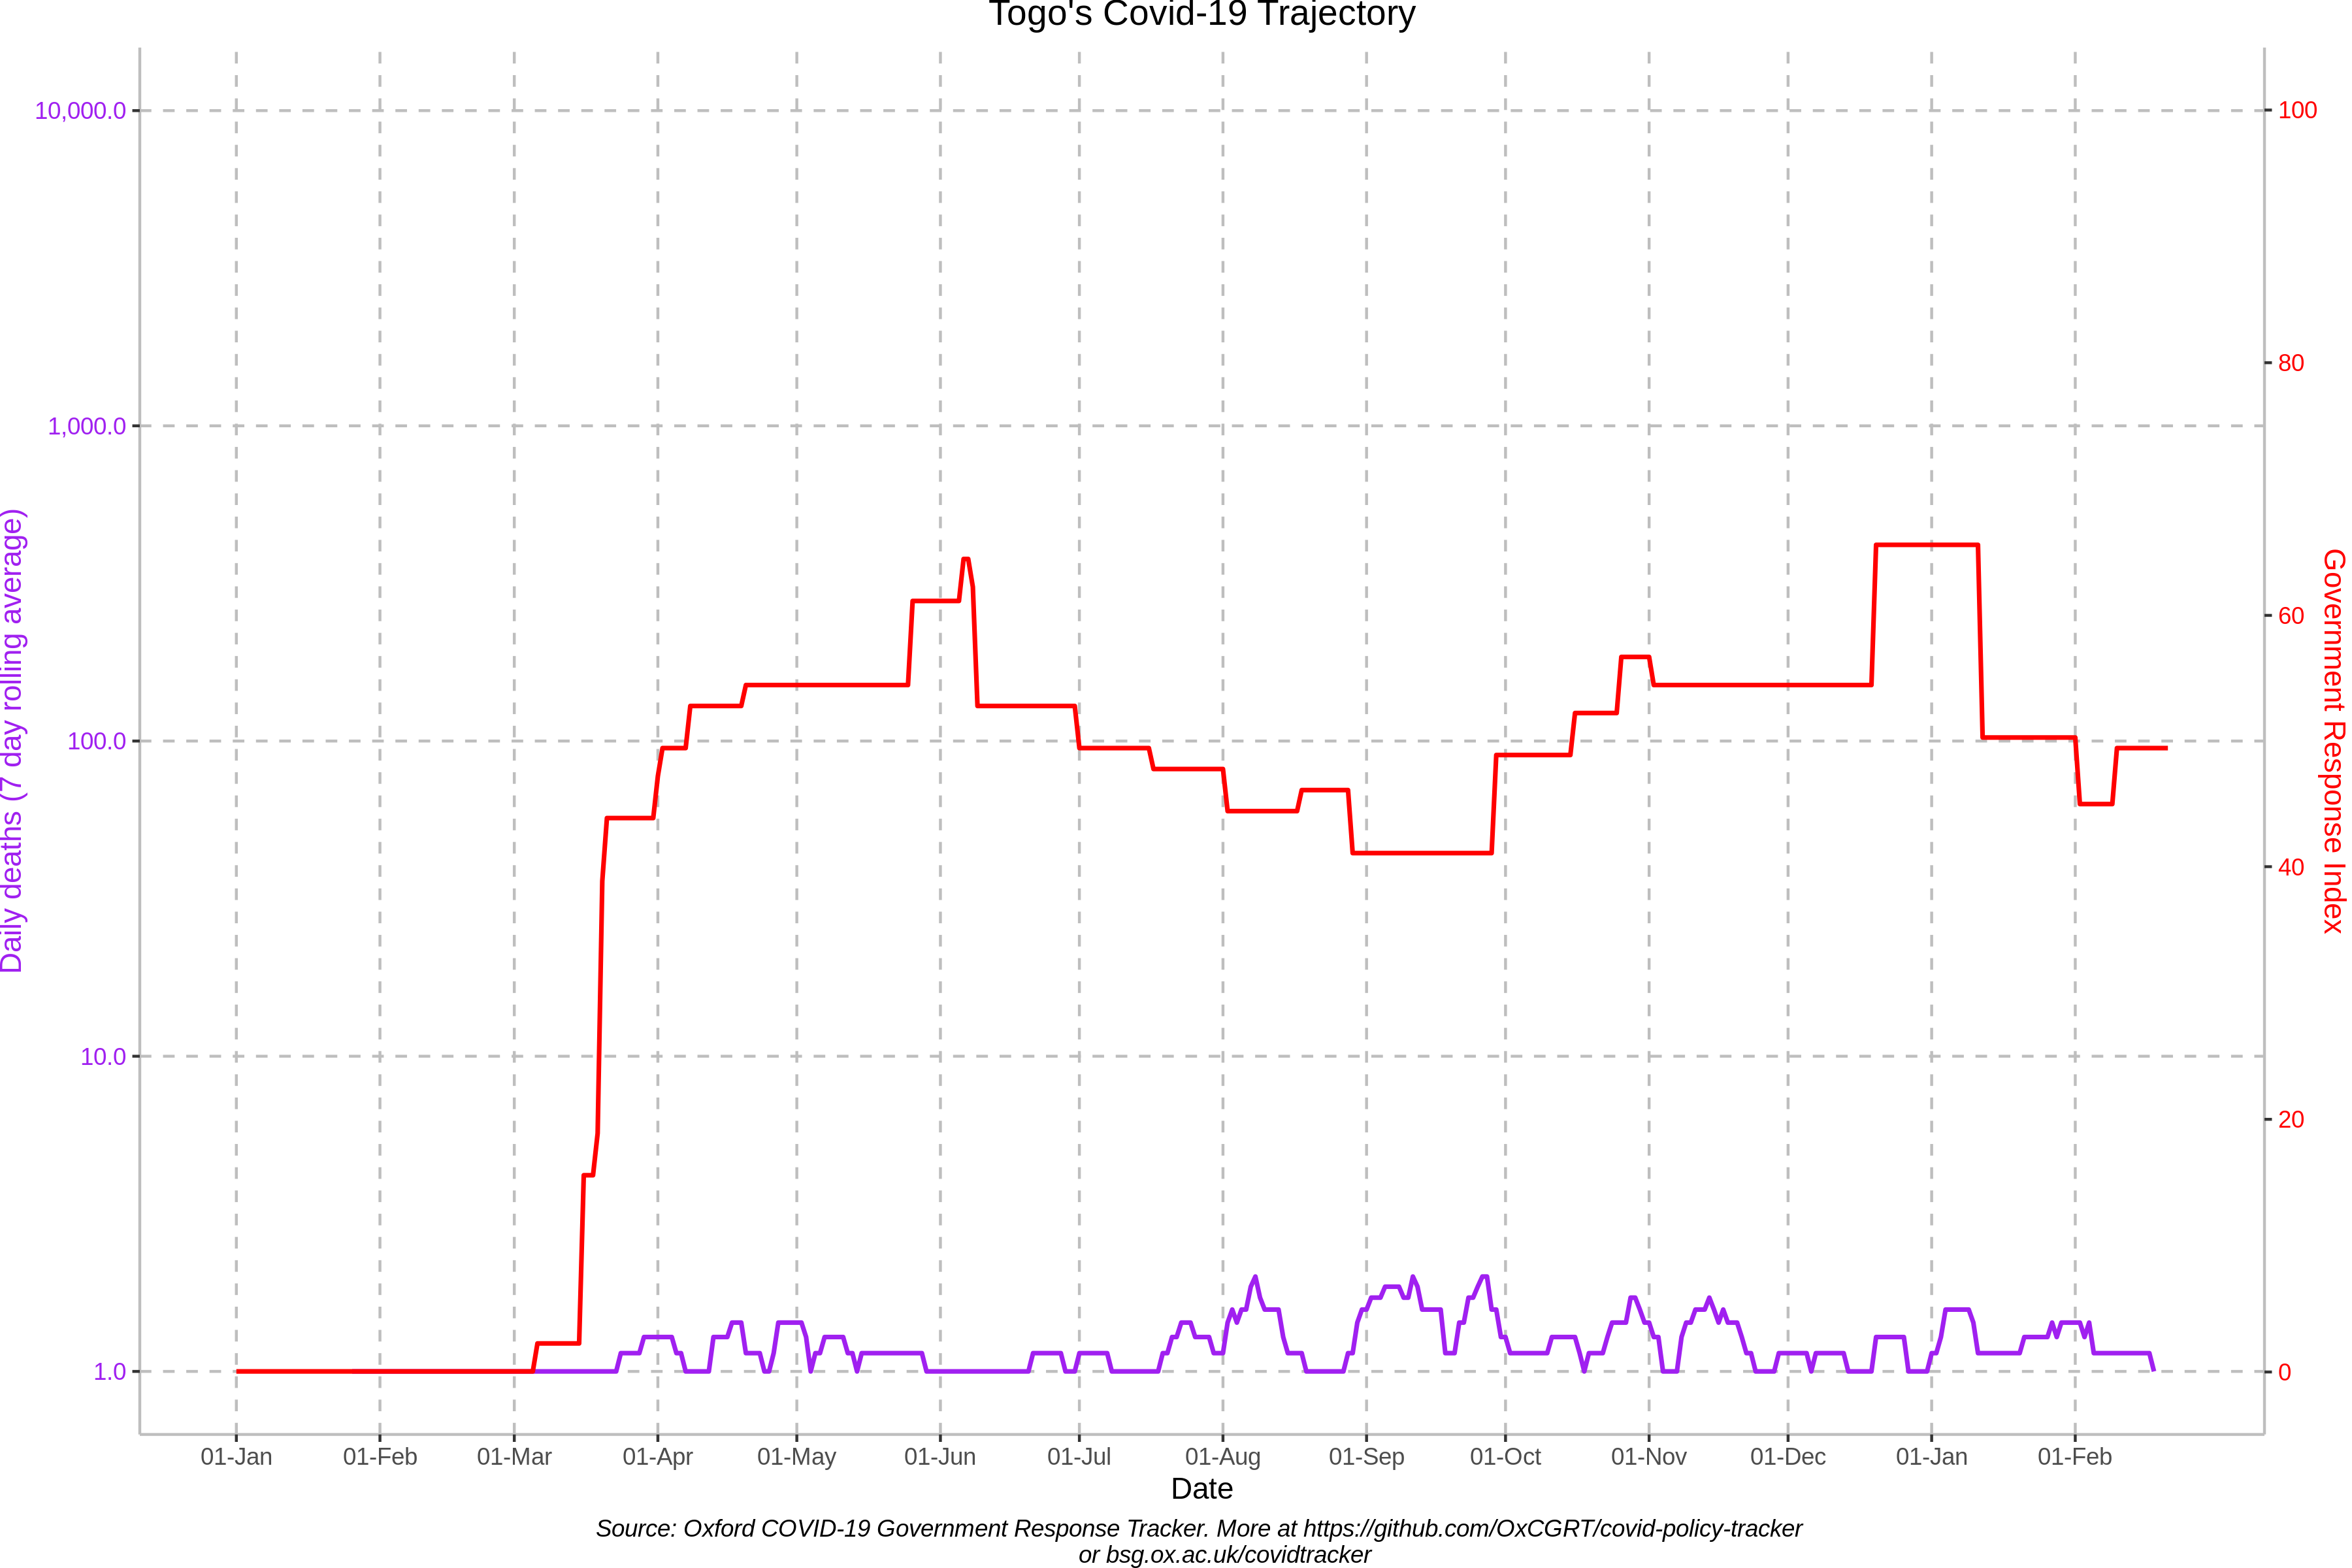 Togo's Covid-19 Trajectory
10,000.0
1,000.0
100.0
10.0
1.0
Daily deaths (7 day rolling average)
100
80
60
40
20
0
Government Response Index
01-Jan
01-Feb
01-Mar
01-Apr
01-May
01-Jun
01-Jul
01-Aug
01-Sep
01-Oct
01-Nov
01-Dec
01-Jan
01-Feb
Date
Source: Oxford COVID-19 Government Response Tracker. More at https://github.com/OxCGRT/covid-policy-tracker
or bsg.ox.ac.uk/covidtracker